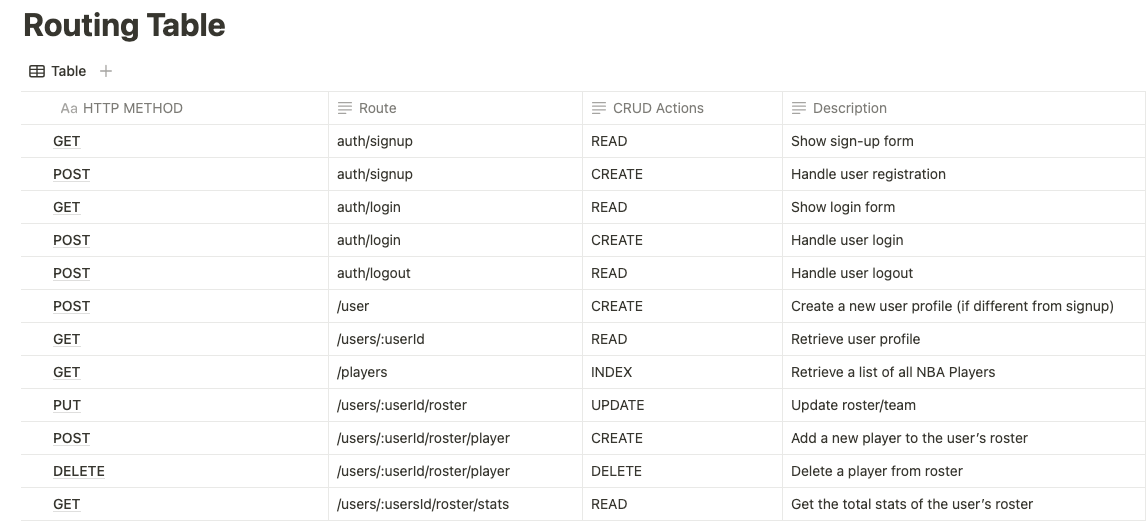 Routing Table
Table
Aa HTTP METHOD Route CRUD Actions Description
GET auth/signup READ Show sign-up form
POST auth/signup CREATE Handle user registration
GET auth/login READ Show login form
POST auth/login CREATE Handle user login
POST auth/logout READ Handle user logout
POST /user CREATE Create a new user profile (if different from signup)
GET /users/:userId READ Retrieve user profile
GET /players INDEX Retrieve a list of all NBA Players
PUT /users/:userId/roster UPDATE Update roster/team
POST /users/:userId/roster/player CREATE Add a new player to the user’s roster
DELETE /users/:userId/roster/player DELETE Delete a player from roster
GET /users/:usersId/roster/stats READ Get the total stats of the user’s roster